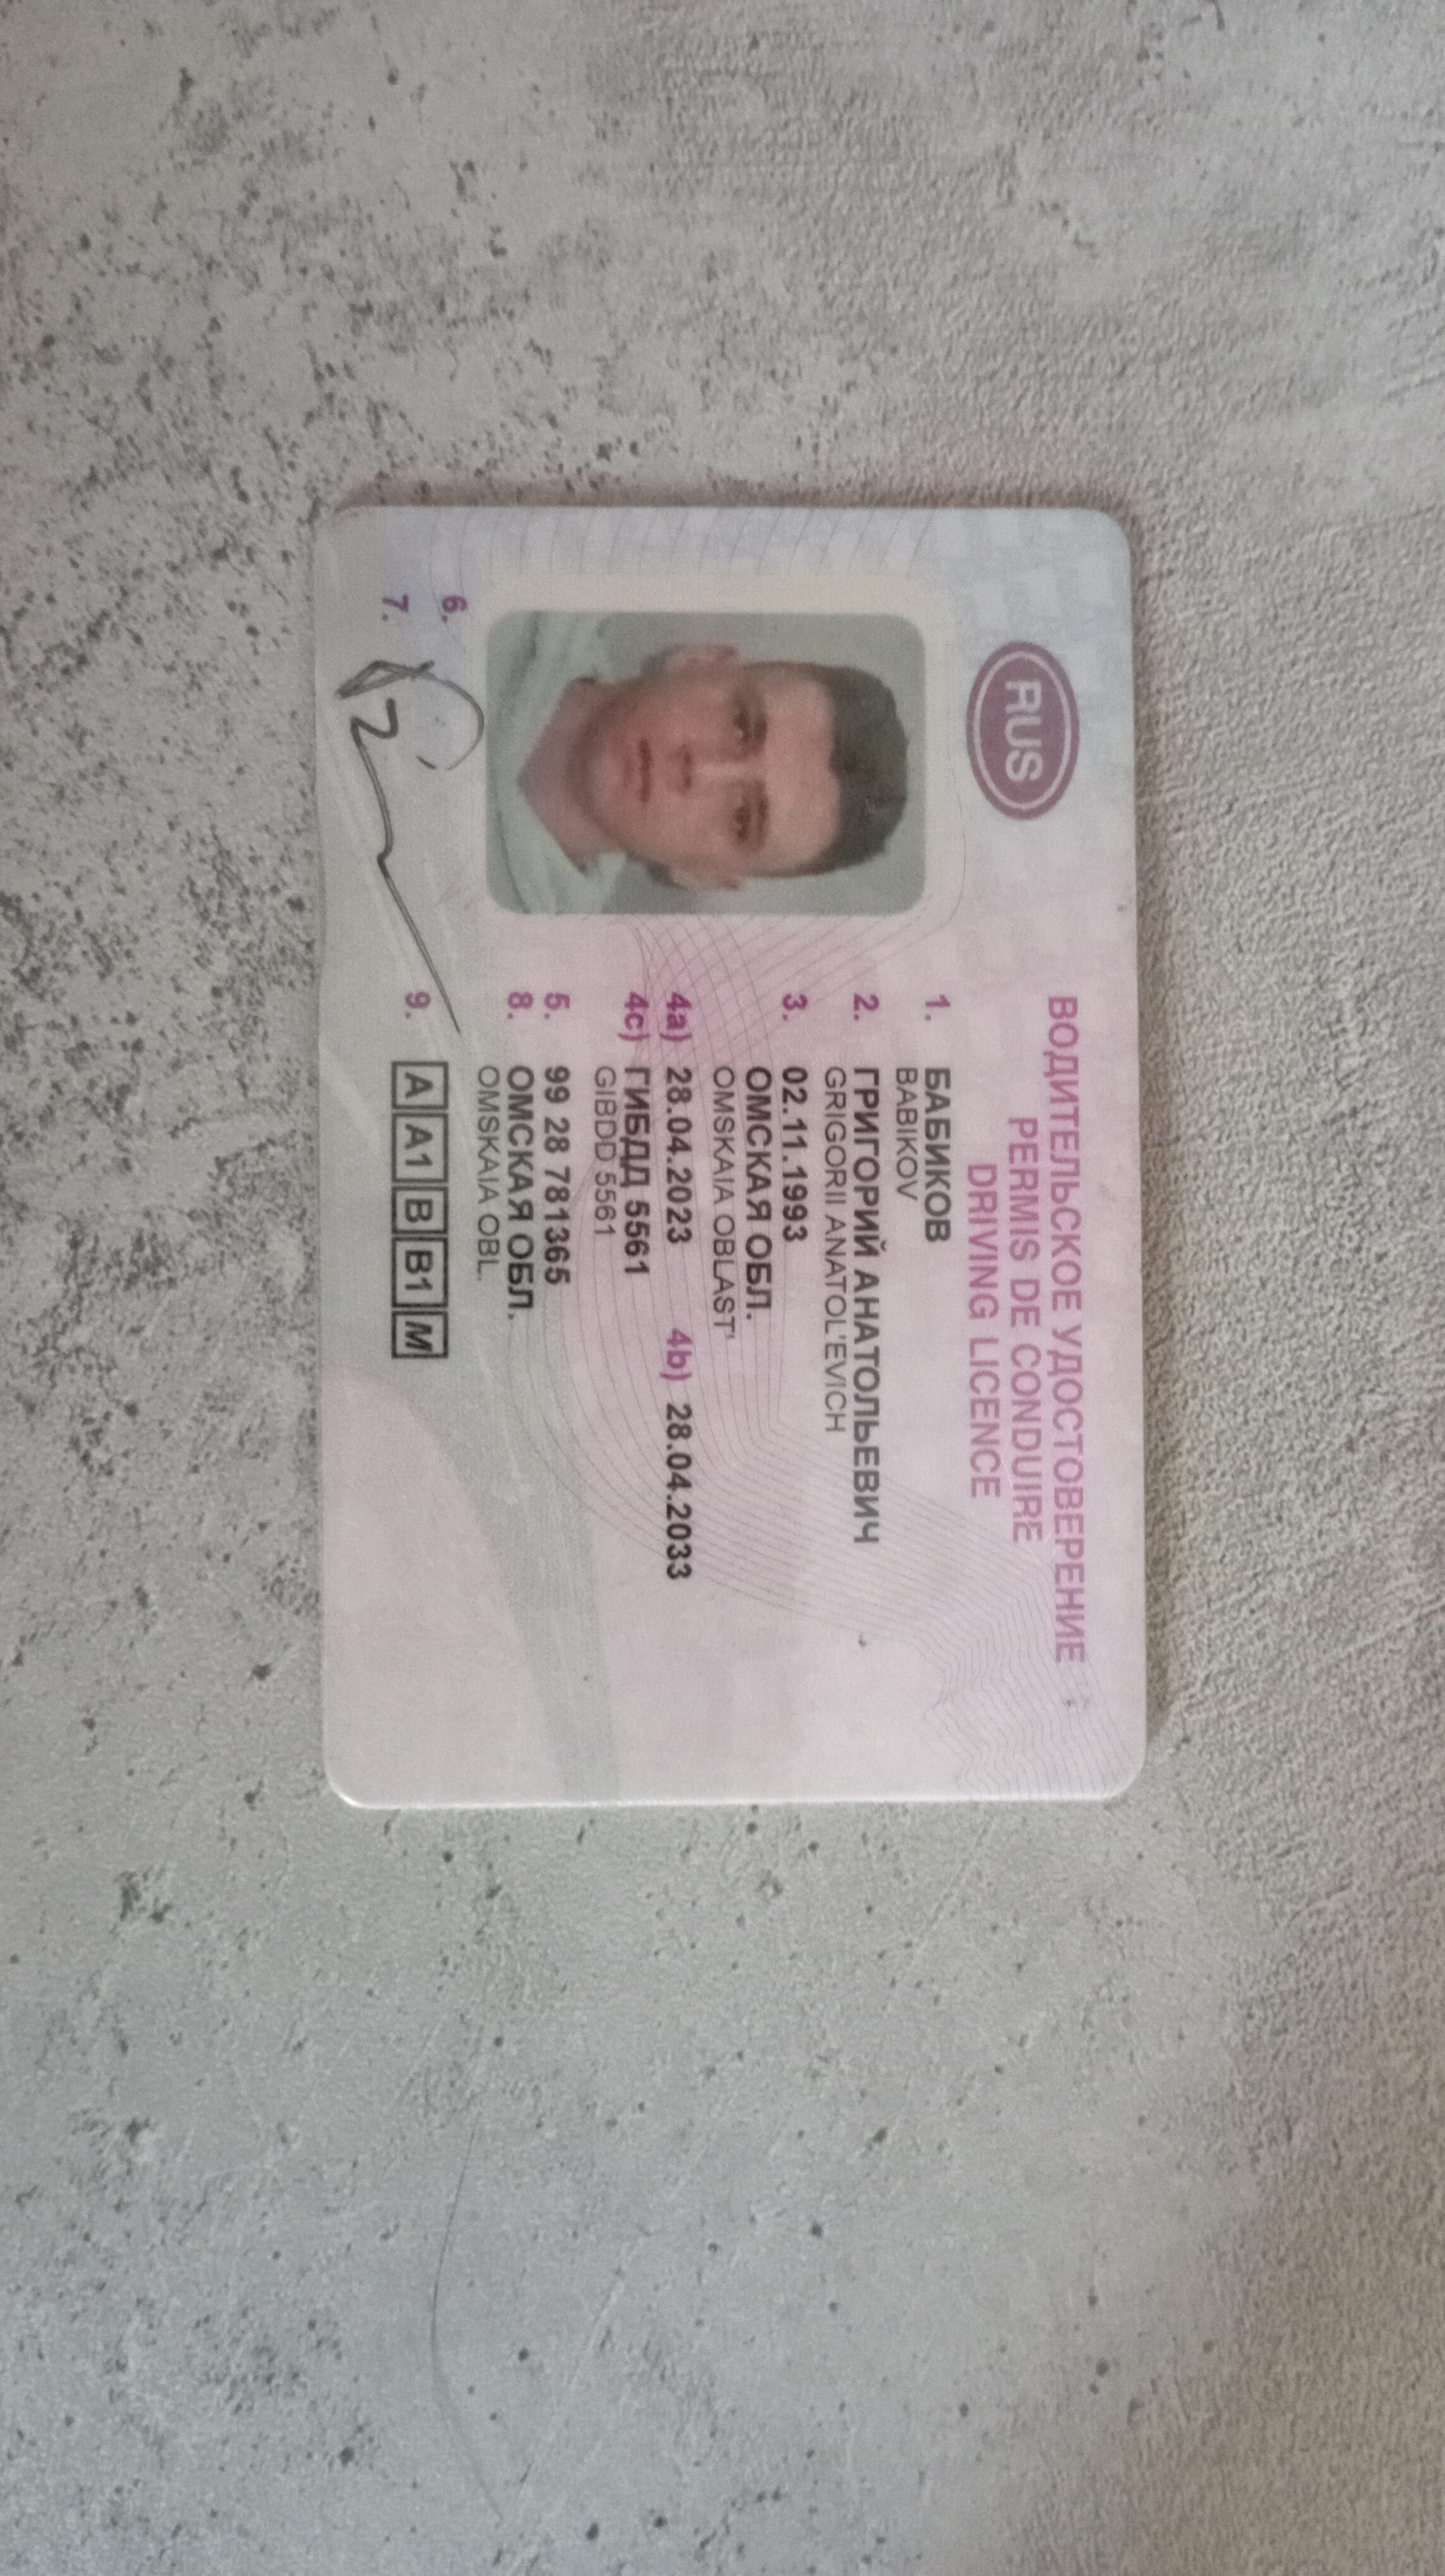 ВОДИТЕЛЬСКОЕ УДОСТОВЕРЕНИЕ
PERMIS DE CONDUIRE
DRIVING LICENCE
RUS
1. БАБИКОВ
BABIKOV
2. ГРИГОРИЙ АНАТОЛЬЕВИЧ
GRIGORII ANATOL'EVICH
3. 02.11.1993
ОМСКАЯ ОБЛ.
OMSKAIA OBLAST'
4a) 28.04.2023 4b) 28.04.2033
4c) ГИБДД 5561
GIBDD 5561
5. 99 28 781365
8. ОМСКАЯ ОБЛ.
OMSKAIA OBL.
9. A A1 B B1 M
6.
7.